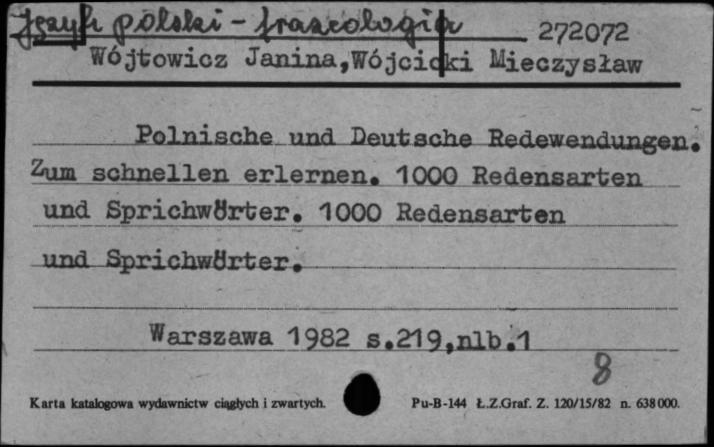 Język polski - frazeologia
272072
Wójtowicz Janina,Wójcicki Mieczysław
Polnische und Deutsche Redewendungen.
Zum schnellen erlernen. 1000 Redensarten
und Sprichwörter. 1000 Redensarten
und Sprichwörter.
Warszawa 1982 s.219,nlb.1
8
Karta katalogowa wydawnictw ciągłych i zwartych.
Pu-B-144 Ł.Z.Graf. Z. 120/15/82 n. 638000.